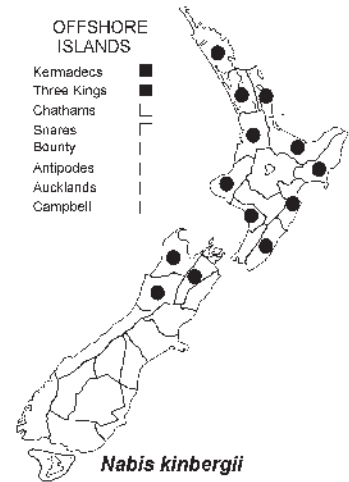 OFFSHORE
ISLANDS
Kermadecs
Three Kings
Chathams
Snares
Bounty
Antipodes
Aucklands
Campbell
Nabis kinbergii